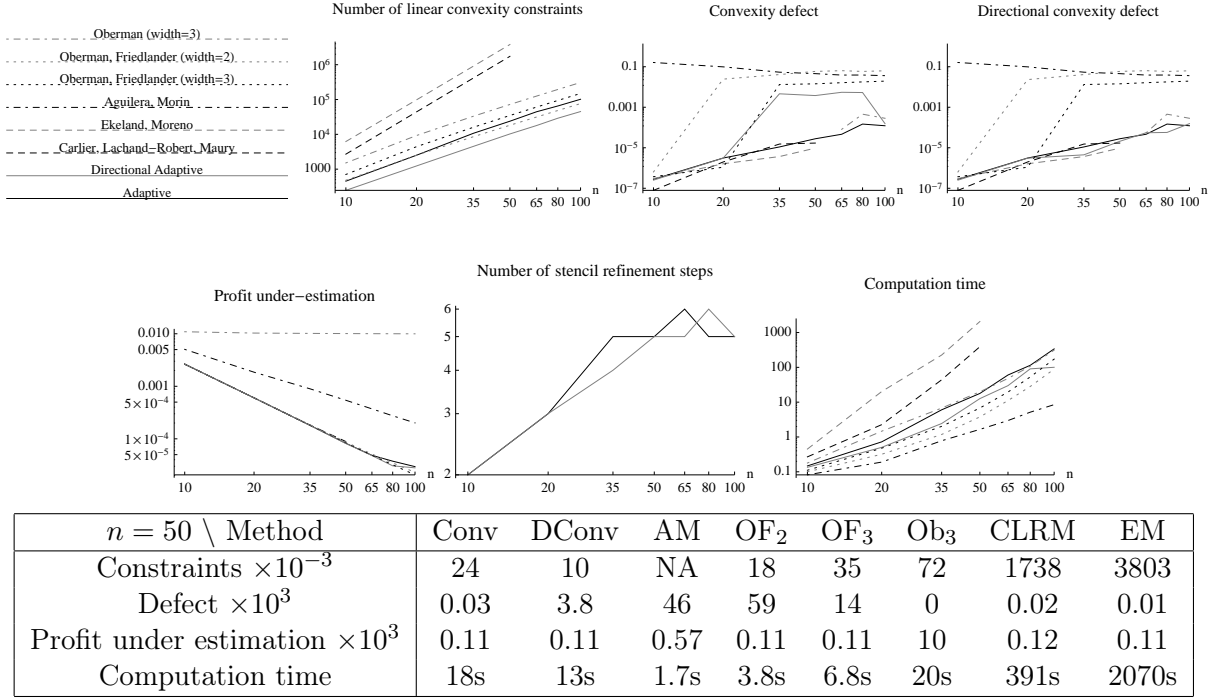 Number of linear convexity constraints
Convexity defect
Directional convexity defect
Oberman (width=3)
Oberman, Friedlander (width=2)
Oberman, Friedlander (width=3)
Aguilera, Morin
Ekeland, Moreno
Carlier, Lachand−Robert, Maury
Directional Adaptive
Adaptive
10^6
10^5
10^4
1000
10 20 35 50 65 80 100 n
0.1
0.001
10^−5
10^−7
10 20 35 50 65 80 100 n
0.1
0.001
10^−5
10^−7
10 20 35 50 65 80 100 n
Profit under−estimation
Number of stencil refinement steps
Computation time
0.010
0.005
0.001
5×10^−4
1×10^−4
5×10^−5
10 20 35 50 65 80 100 n
6
5
4
3
2
10 20 35 50 65 80 100 n
1000
100
10
1
0.1
10 20 35 50 65 80 100 n
n = 50 \ Method Conv DConv AM OF2 OF3 Ob3 CLRM EM
Constraints ×10^−3 24 10 NA 18 35 72 1738 3803
Defect ×10^3 0.03 3.8 46 59 14 0 0.02 0.01
Profit under estimation ×10^3 0.11 0.11 0.57 0.11 0.11 10 0.12 0.11
Computation time 18s 13s 1.7s 3.8s 6.8s 20s 391s 2070s